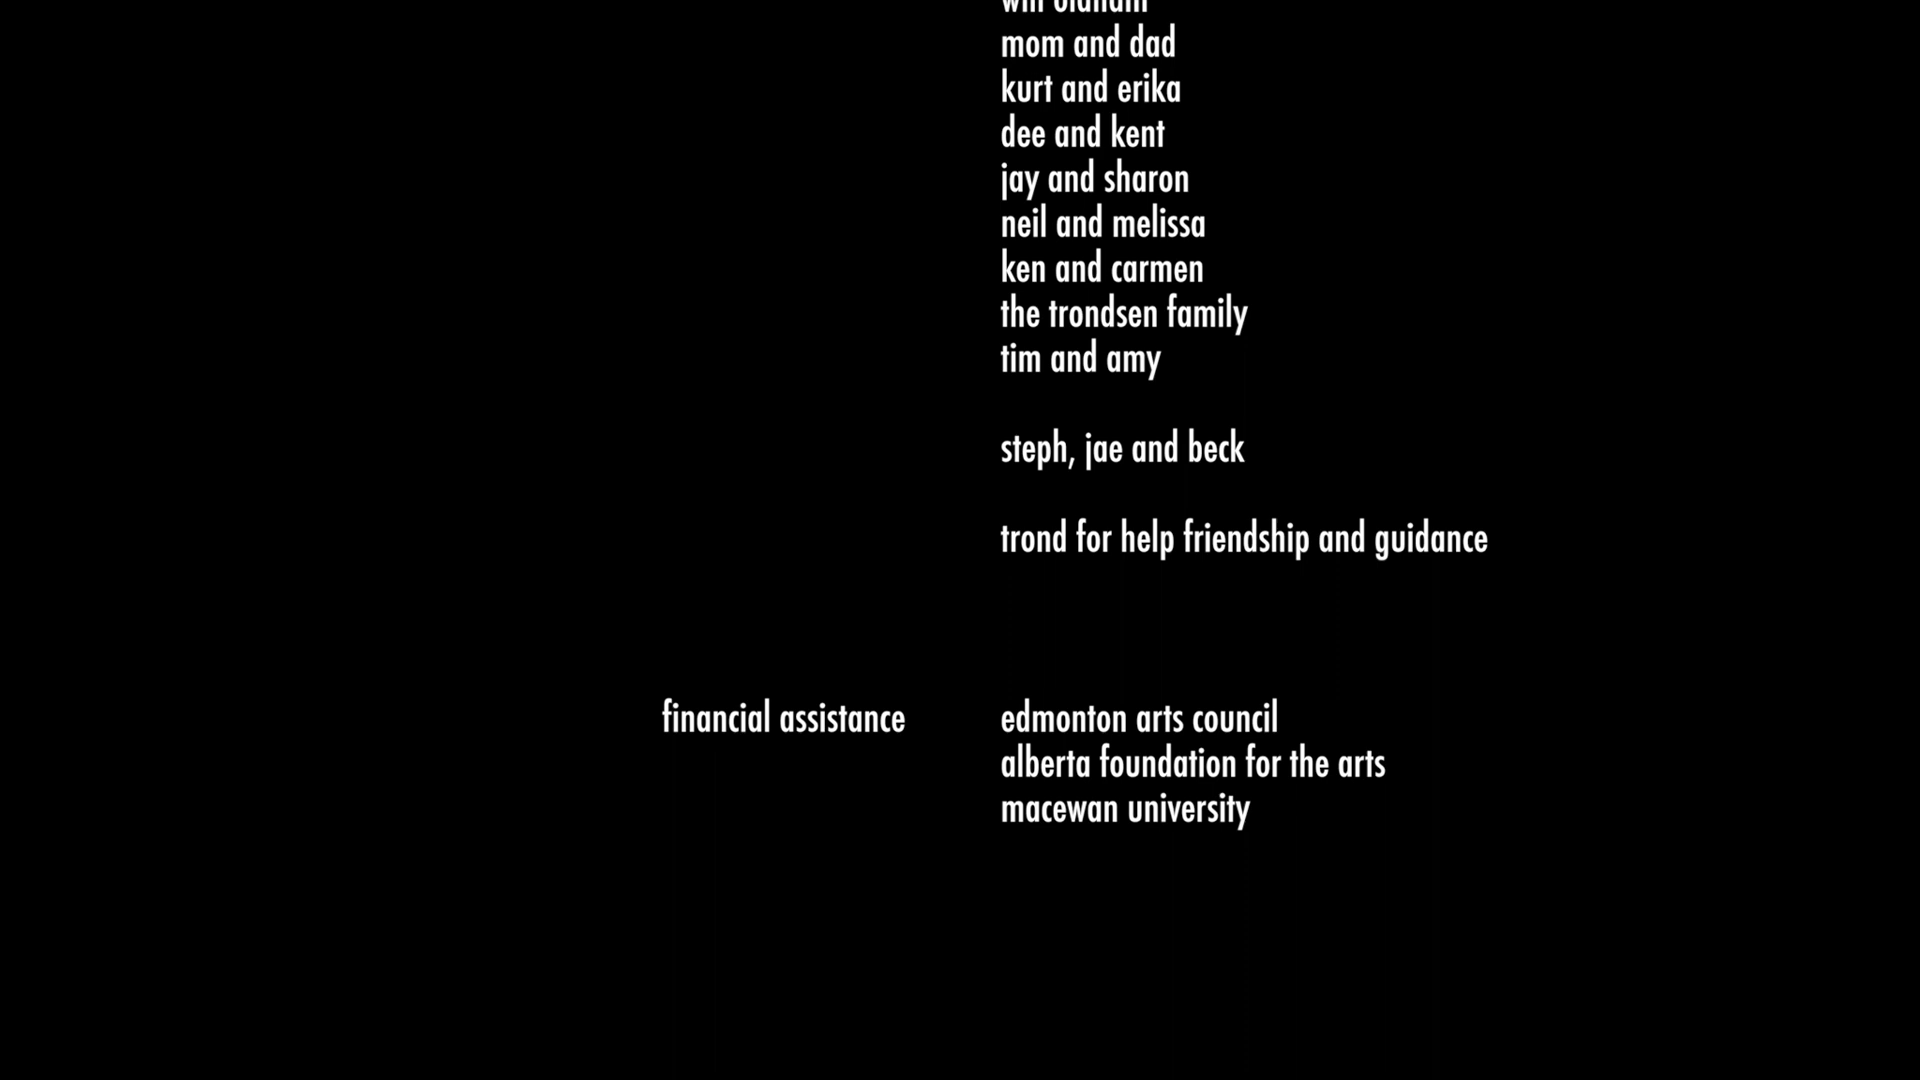 will oldham
mom and dad
kurt and erika
dee and kent
jay and sharon
neil and melissa
ken and carmen
the trondsen family
tim and amy
steph, jae and beck
trond for help friendship and guidance
financial assistance edmonton arts council
alberta foundation for the arts
macewan university